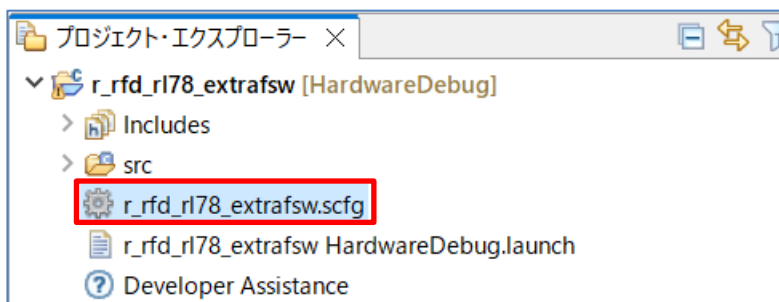 プロジェクト・エクスプローラー
r_rfd_rl78_extrafsw [HardwareDebug]
Includes
src
r_rfd_rl78_extrafsw.scfg
r_rfd_rl78_extrafsw HardwareDebug.launch
Developer Assistance